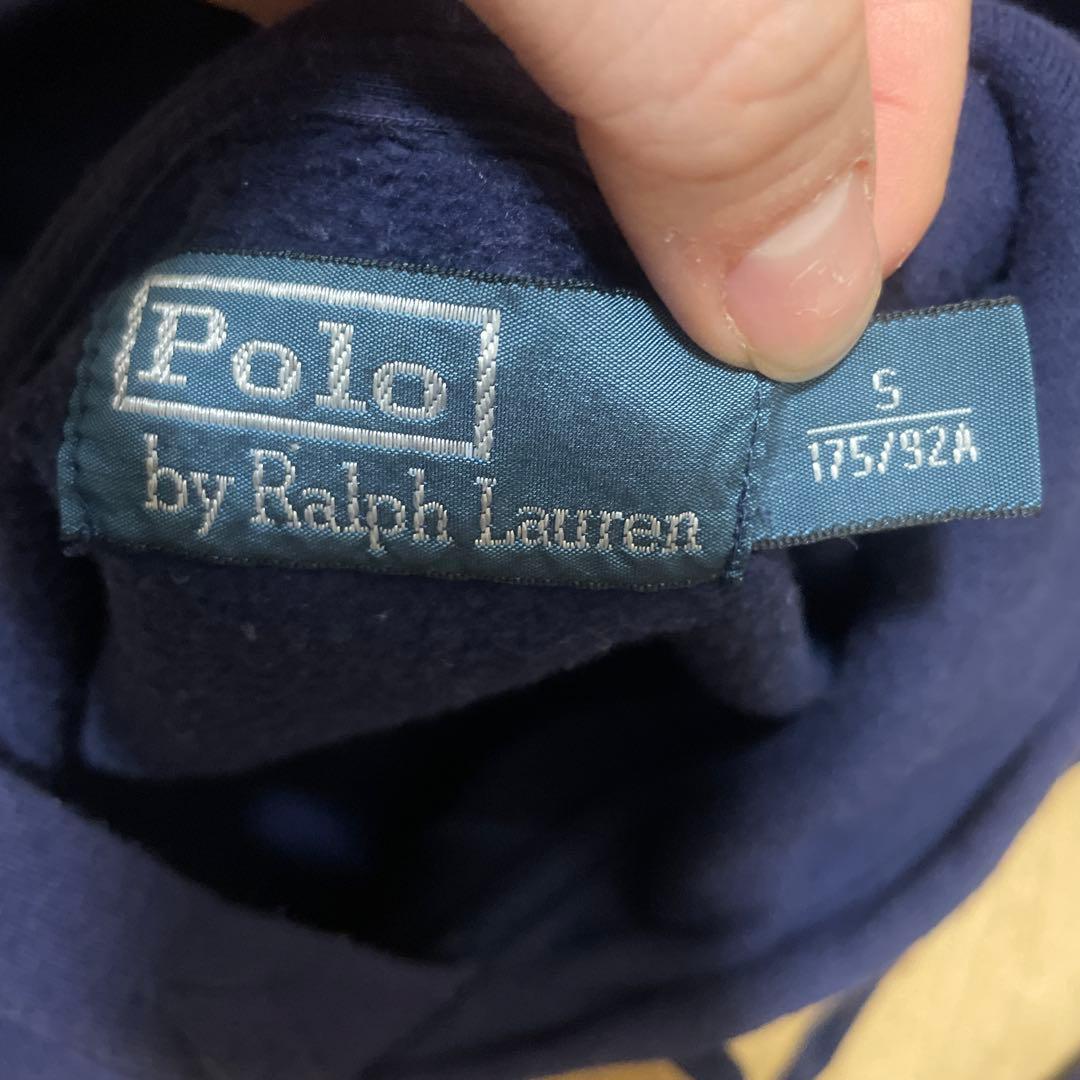 Polo
by Ralph Lauren
S
175/92A